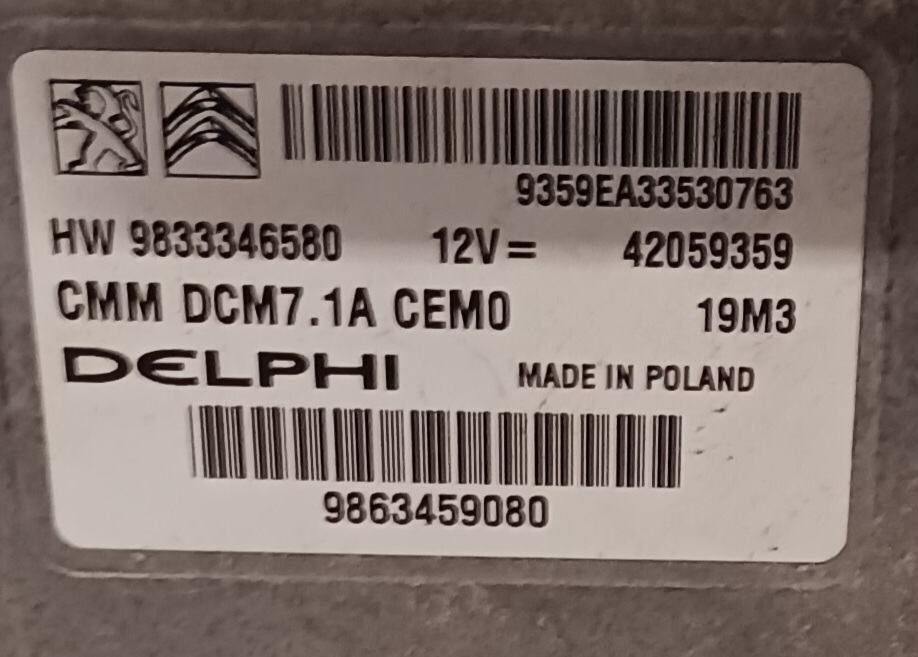 9359EA33530763
HW 9833346580 12V= 42059359
CMM DCM7.1A CEM0 19M3
DELPHI MADE IN POLAND
9863459080